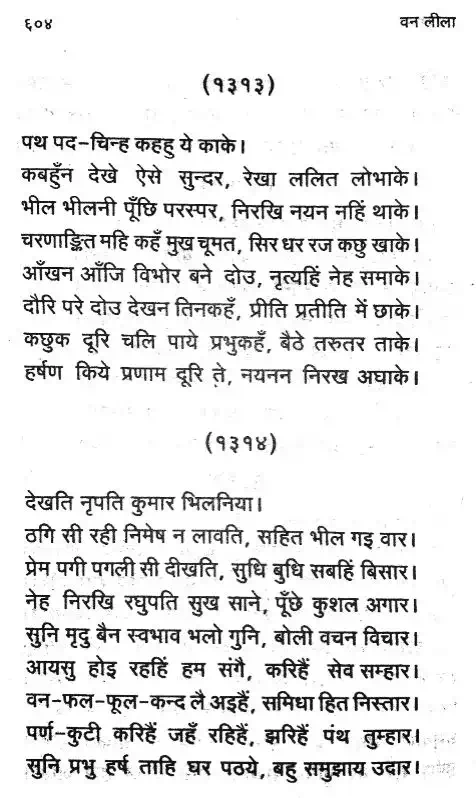 ६०४ वन लीला
(१३१३)
पथ पद-चिन्ह कहहु ये काके।
कबहुँन देखे ऐसे सुन्दर, रेखा ललित लोभाके।
भील भीलनी पूँछि परस्पर, निरखि नयन नहिं थाके।
चरणाङ्कित महि कहँ मुख चूमत, सिर धर रज कछु खाके।
आँखन आँजि विभोर बने दोउ, नृत्यहिं नेह समाके।
दौरि परे दोउ देखन तिनकहँ, प्रीति प्रतीति में छाके।
कछुक दूरि चलि पाये प्रभुकहँ, बैठे तरुतर ताके।
हर्षण किये प्रणाम दूरि ते, नयनन निरख अघाके।
(१३१४)
देखति नृपति कुमार भिलनिया।
ठगि सी रही निमेष न लावति, सहित भील गइ वार।
प्रेम पगी पगली सी दीखति, सुधि बुधि सबहिं बिसार।
नेह निरखि रघुपति सुख साने, पूँछे कुशल अगार।
सुनि मृदु बैन स्वभाव भलो गुनि, बोली वचन विचार।
आयसु होइ रहहिं हम संगै, करिहैं सेव सम्हार।
वन-फल-फूल-कन्द लै अइहैं, समिधा हित निस्तार।
पर्ण-कुटी करिहैं जहँ रहिहैं, झरिहैं पंथ तुम्हार।
सुनि प्रभु हर्ष ताहि घर पठये, बहु समुझाय उदार।